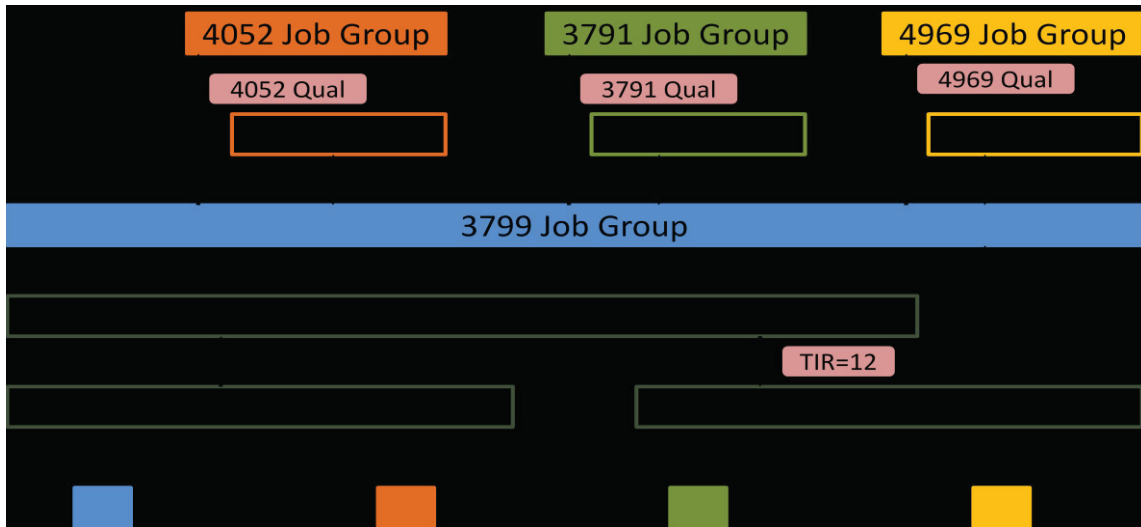 4052 Job Group
3791 Job Group
4969 Job Group
4052 Qual
3791 Qual
4969 Qual
3799 Job Group
TIR=12